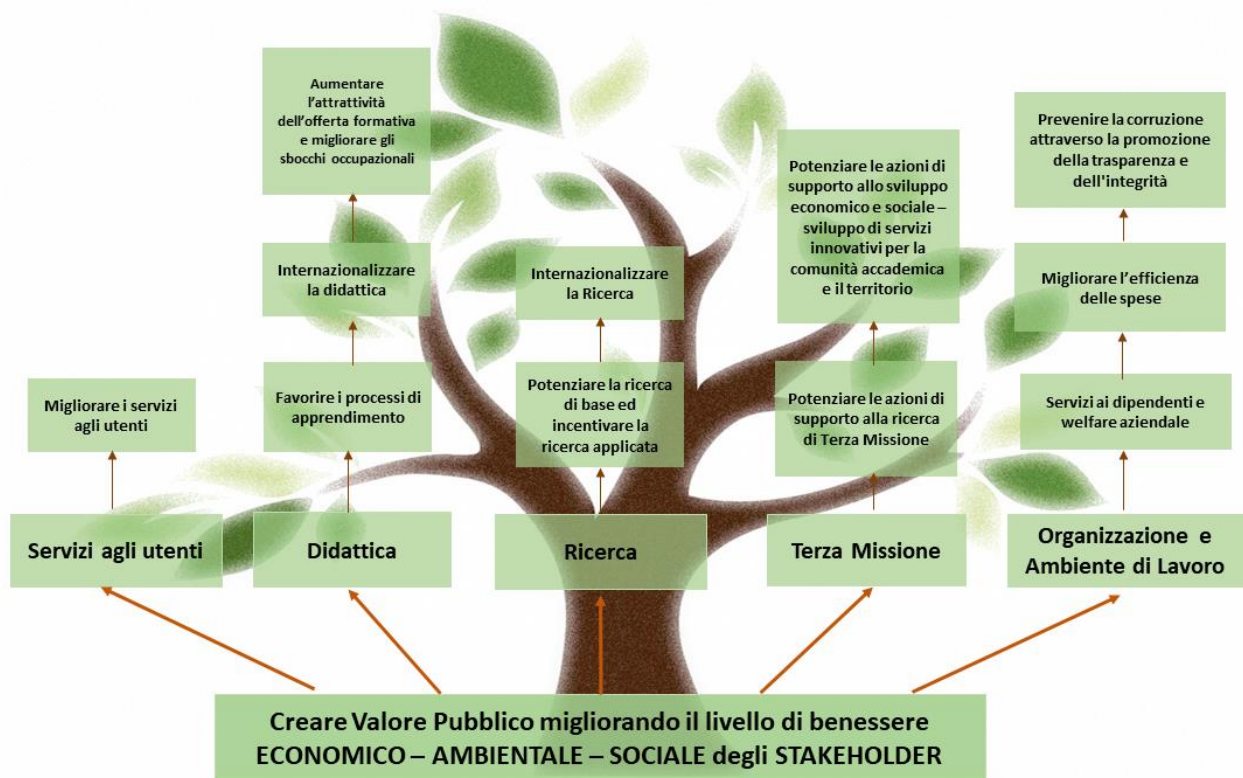 Aumentare
l'attrattività
dell'offerta formativa
e migliorare gli
sbocchi occupazionali
Internazionalizzare
la didattica
Favorire i processi di
apprendimento
Migliorare i servizi
agli utenti
Internazionalizzare
la Ricerca
Potenziare la ricerca
di base ed
incentivare la
ricerca applicata
Potenziare le azioni di
supporto allo sviluppo
economico e sociale –
sviluppo di servizi
innovativi per la
comunità accademica
e il territorio
Potenziare le azioni di
supporto alla ricerca
di Terza Missione
Prevenire la corruzione
attraverso la promozione
della trasparenza e
dell'integrità
Migliorare l'efficienza
delle spese
Servizi ai dipendenti e
welfare aziendale
Servizi agli utenti
Didattica
Ricerca
Terza Missione
Organizzazione e
Ambiente di Lavoro
Creare Valore Pubblico migliorando il livello di benessere
ECONOMICO – AMBIENTALE – SOCIALE degli STAKEHOLDER